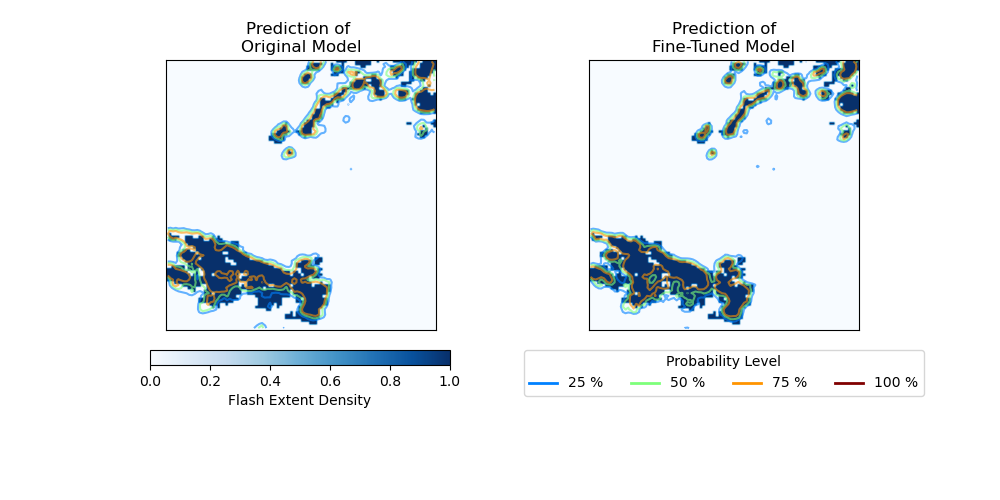 Prediction of
Original Model
Prediction of
Fine-Tuned Model
0.0 0.2 0.4 0.6 0.8 1.0
Flash Extent Density
Probability Level
25 % 50 % 75 % 100 %